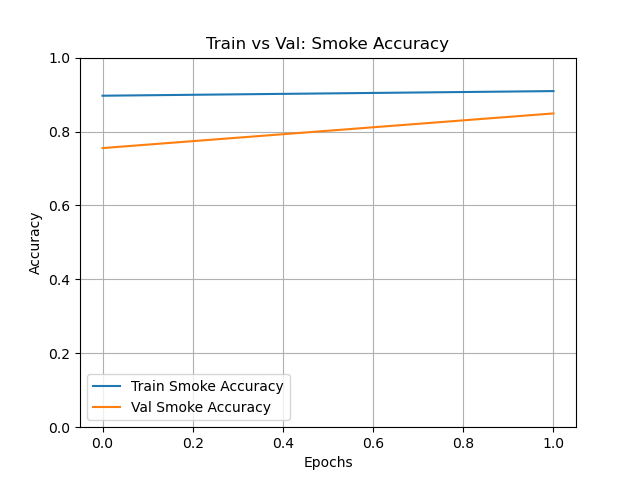 Train vs Val: Smoke Accuracy
1.0
0.8
0.6
0.4
0.2
0.0
Accuracy
Train Smoke Accuracy
Val Smoke Accuracy
0.0 0.2 0.4 0.6 0.8 1.0
Epochs